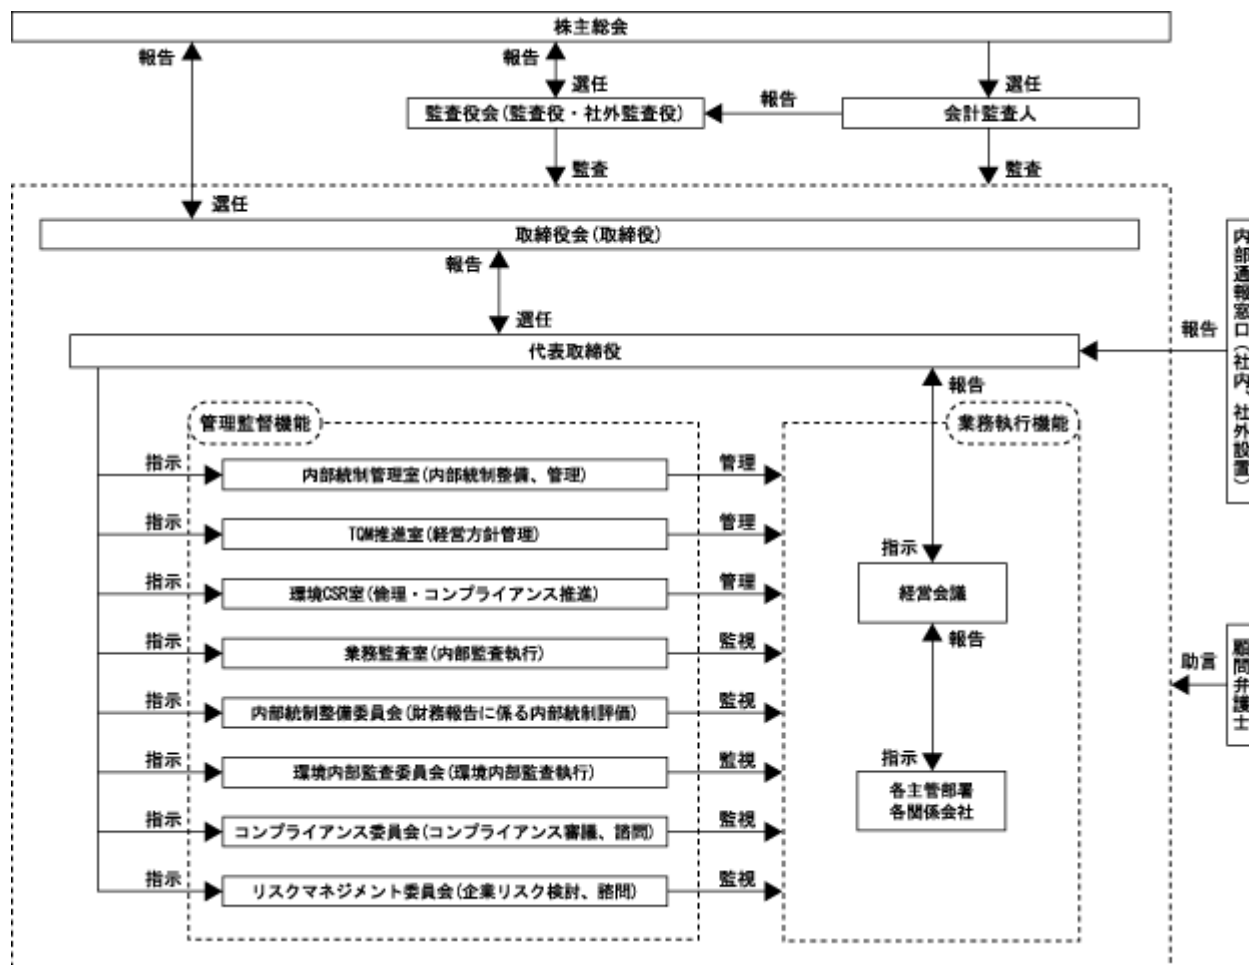 株主総会
報告
報告
選任
選任
監査役会(監査役・社外監査役)
報告
会計監査人
監査
監査
選任
取締役会(取締役)
報告
選任
代表取締役
報告
内部通報窓口(社内、社外設置)
報告
管理監督機能
業務執行機能
指示
内部統制管理室(内部統制整備、管理)
管理
指示
TQM推進室(経営方針管理)
管理
指示
経営会議
指示
環境CSR室(倫理・コンプライアンス推進)
管理
指示
業務監査室(内部監査執行)
監視
報告
助言
顧問弁護士
指示
内部統制整備委員会(財務報告に係る内部統制評価)
監視
指示
環境内部監査委員会(環境内部監査執行)
監視
指示
各主管部署
各関係会社
指示
コンプライアンス委員会(コンプライアンス審議、諮問)
監視
指示
リスクマネジメント委員会(企業リスク検討、諮問)
監視